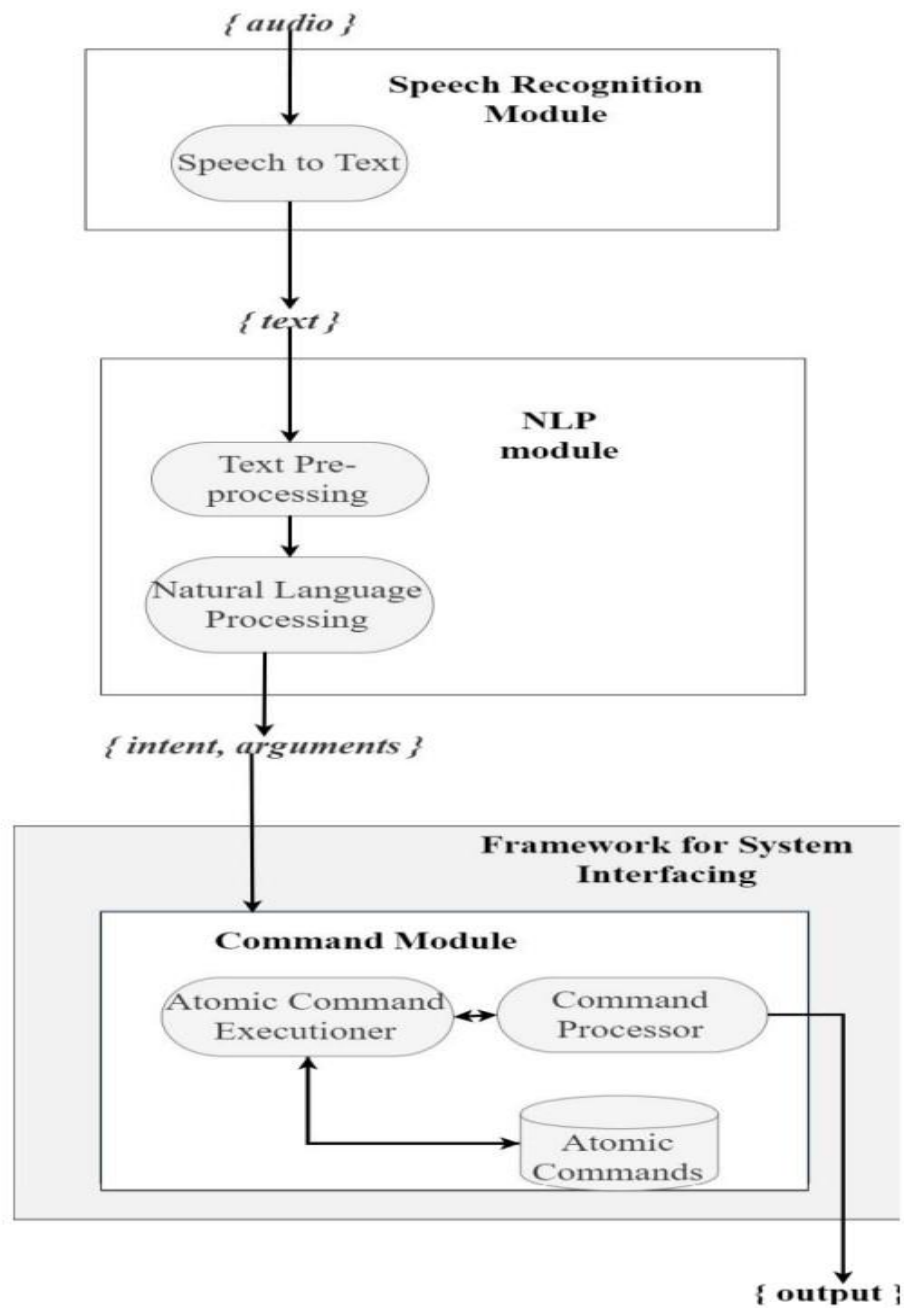 { audio }
Speech Recognition
Module
Speech to Text
{ text }
NLP
module
Text Pre-
processing
Natural Language
Processing
{ intent, arguments }
Framework for System
Interfacing
Command Module
Atomic Command
Executioner
Command
Processor
Atomic
Commands
{ output }